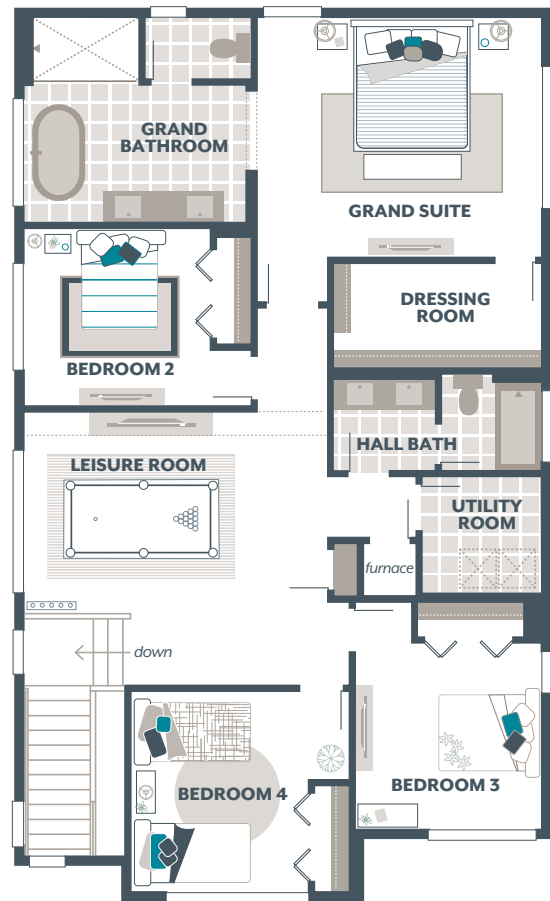 GRAND
BATHROOM
GRAND SUITE
DRESSING
ROOM
BEDROOM 2
HALL BATH
LEISURE ROOM
UTILITY
ROOM
furnace
down
BEDROOM 3
BEDROOM 4